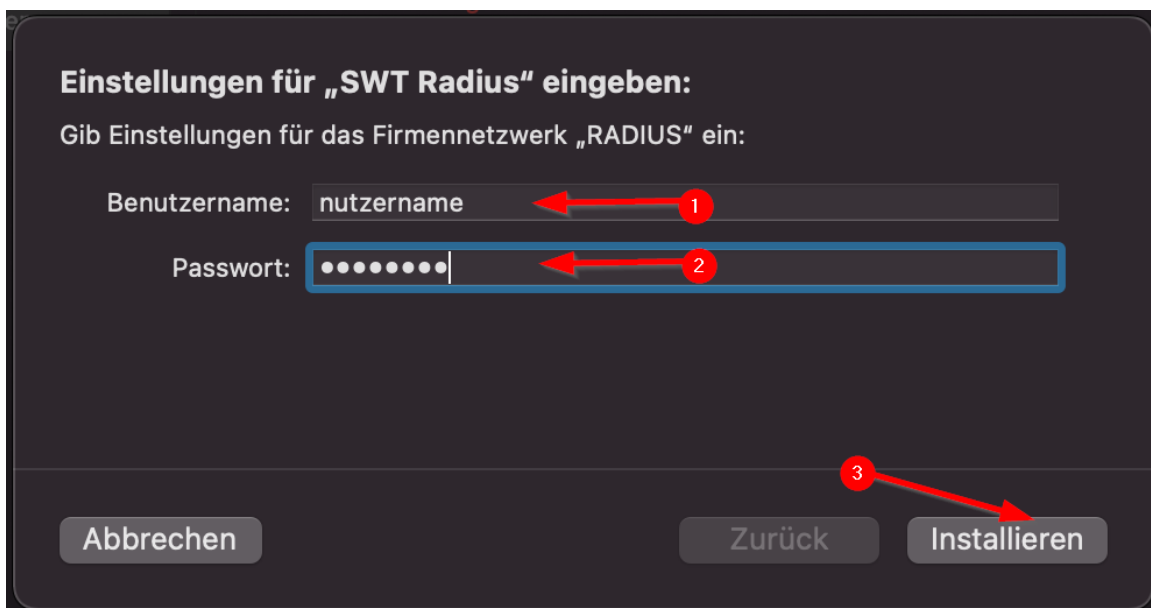 Einstellungen für „SWT Radius“ eingeben:
Gib Einstellungen für das Firmennetzwerk „RADIUS“ ein:
Benutzername: nutzername 1
Passwort: •••••••• 2
3
Abbrechen Zurück Installieren